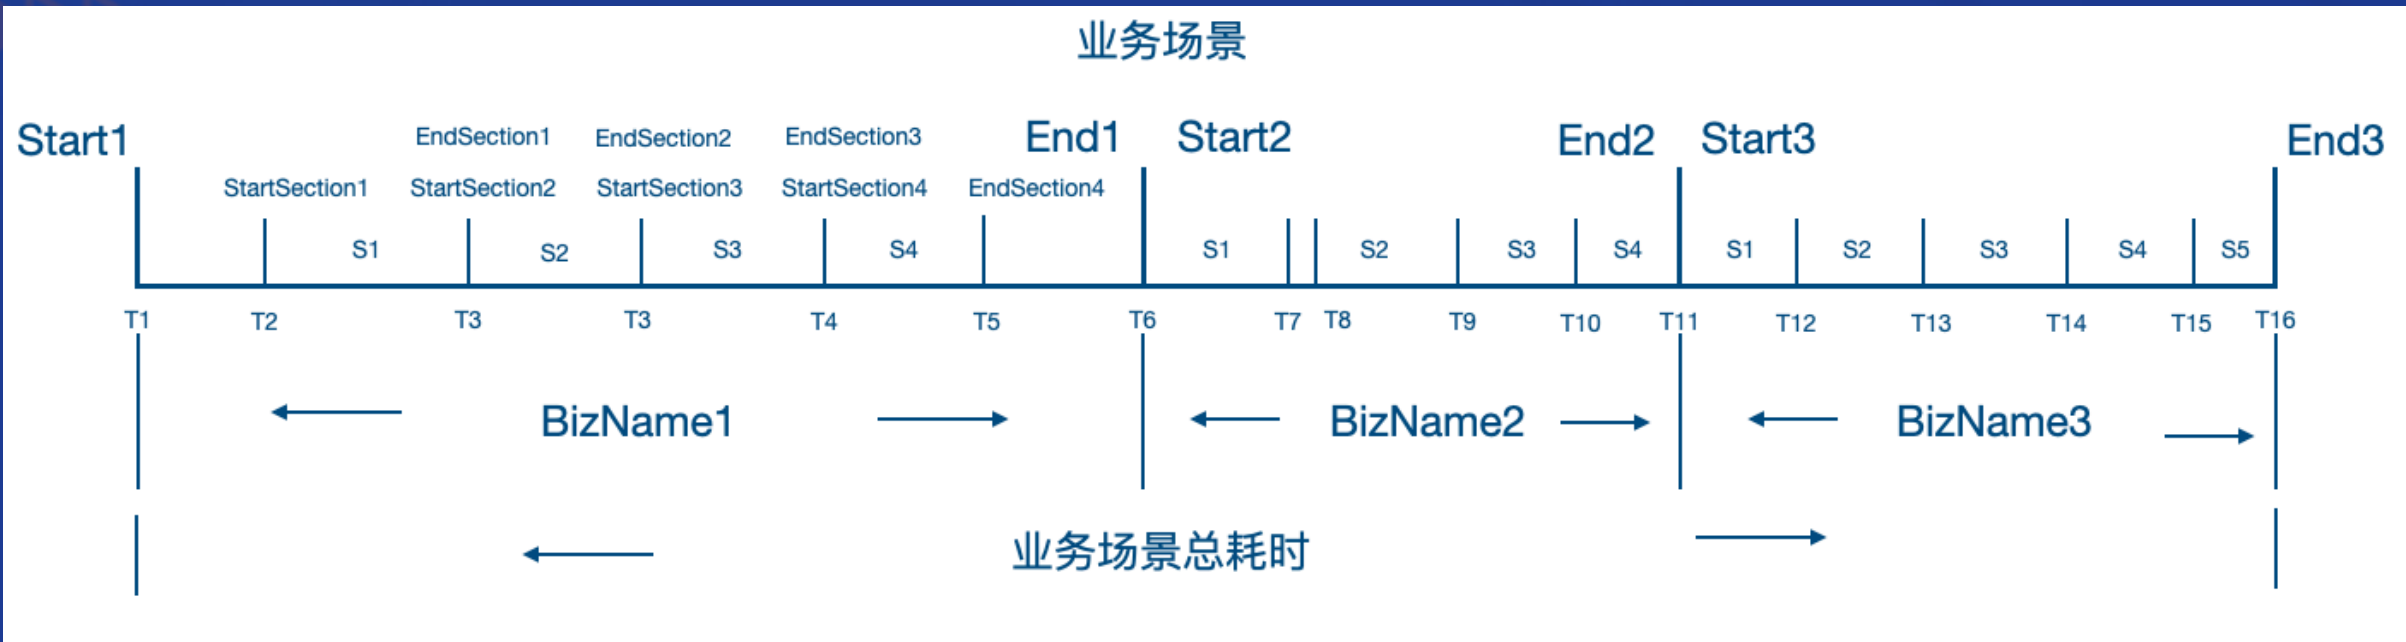 业务场景
Start1
EndSection1 EndSection2 EndSection3
End1 Start2 End2 Start3 End3
StartSection1 StartSection2 StartSection3 StartSection4 EndSection4
S1 S2 S3 S4 S1 S2 S3 S4 S1 S2 S3 S4 S5
T1 T2 T3 T3 T4 T5 T6 T7 T8 T9 T10 T11 T12 T13 T14 T15 T16
BizName1 BizName2 BizName3
业务场景总耗时